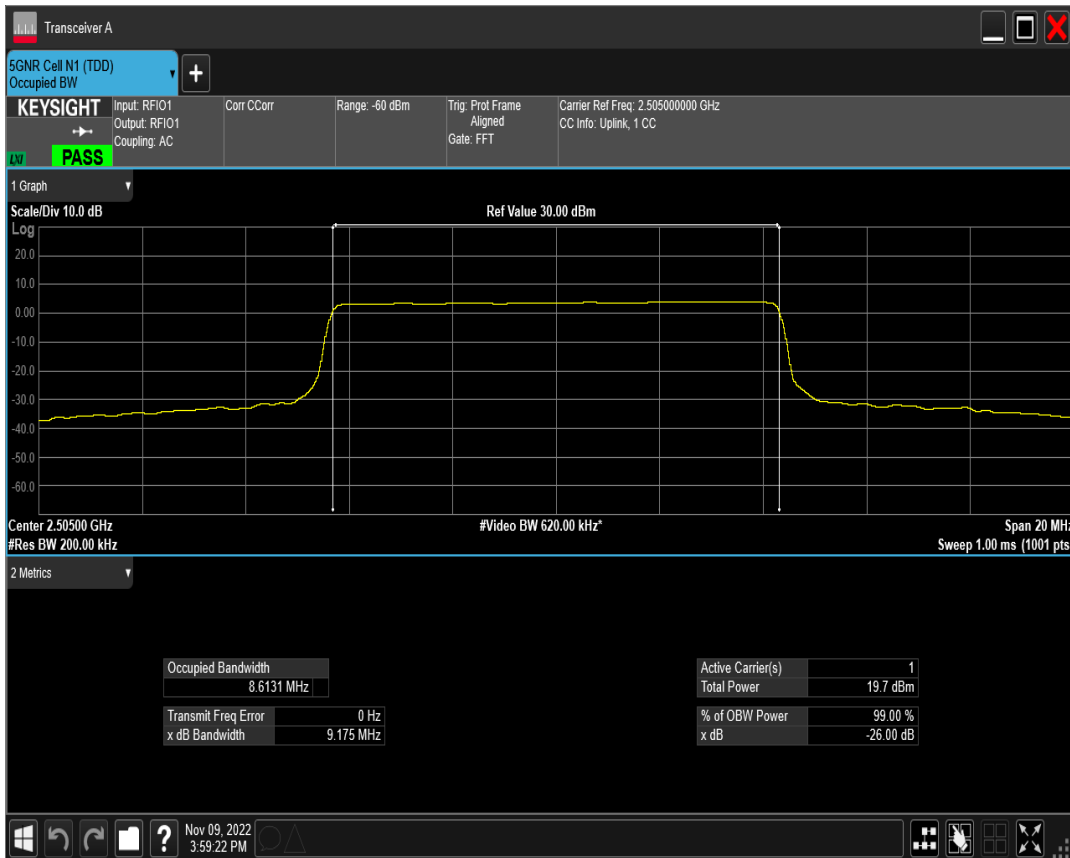 Transceiver A
5GNR Cell N1 (TDD)
Occupied BW
+
KEYSIGHT
LXI
PASS
Input: RFIO1
Output: RFIO1
Coupling: AC
Corr CCorr
Range: -60 dBm
Trig: Prot Frame
Aligned
Gate: FFT
Carrier Ref Freq: 2.505000000 GHz
CC Info: Uplink, 1 CC
1 Graph
Scale/Div 10.0 dB
Ref Value 30.00 dBm
Log
20.0
10.0
0.00
-10.0
-20.0
-30.0
-40.0
-50.0
-60.0
Center 2.50500 GHz
#Video BW 620.00 kHz*
Span 20 MHz
#Res BW 200.00 kHz
Sweep 1.00 ms (1001 pts
2 Metrics
Occupied Bandwidth
8.6131 MHz
Transmit Freq Error 0 Hz
x dB Bandwidth 9.175 MHz
Active Carrier(s) 1
Total Power 19.7 dBm
% of OBW Power 99.00 %
x dB -26.00 dB
?
Nov 09, 2022
3:59:22 PM